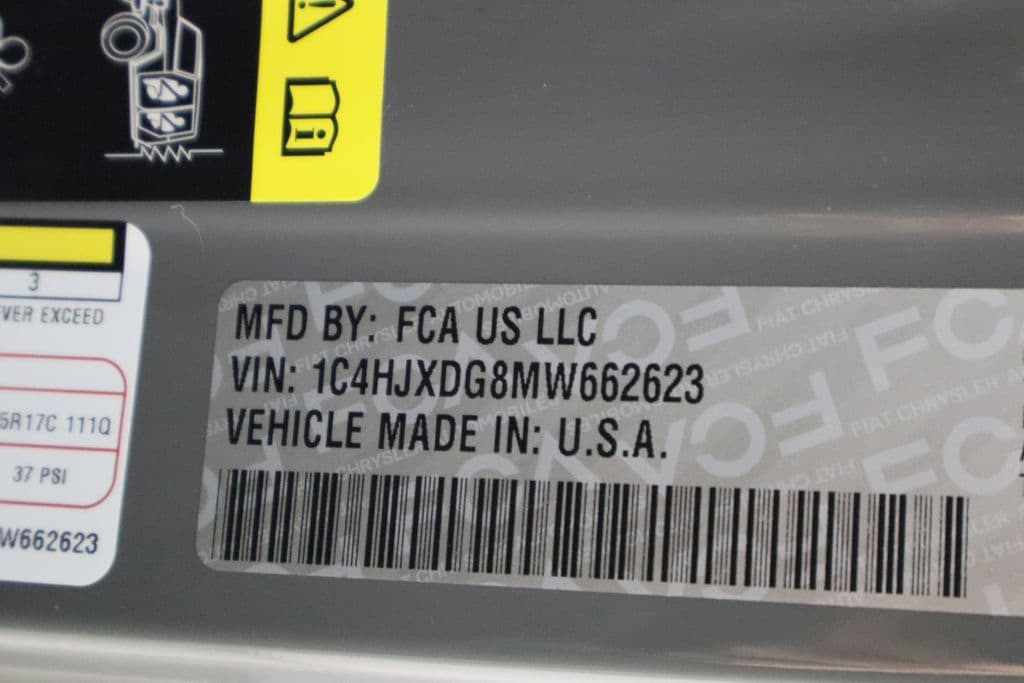 3
VER EXCEED
5R17C 111Q
37 PSI
W662623
MFD BY: FCA US LLC
VIN: 1C4HJXDG8MW662623
VEHICLE MADE IN: U.S.A.